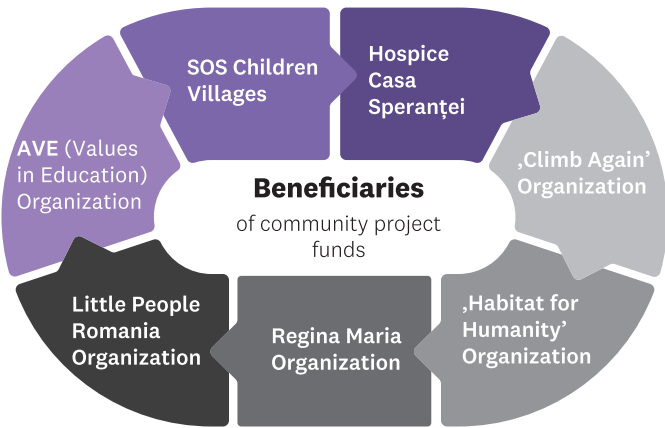 SOS Children
Villages
Hospice
Casa
Speranței
‚Climb Again’
Organization
‚Habitat for
Humanity’
Organization
Regina Maria
Organization
Little People
Romania
Organization
AVE (Values
in Education)
Organization
Beneficiaries
of community project
funds